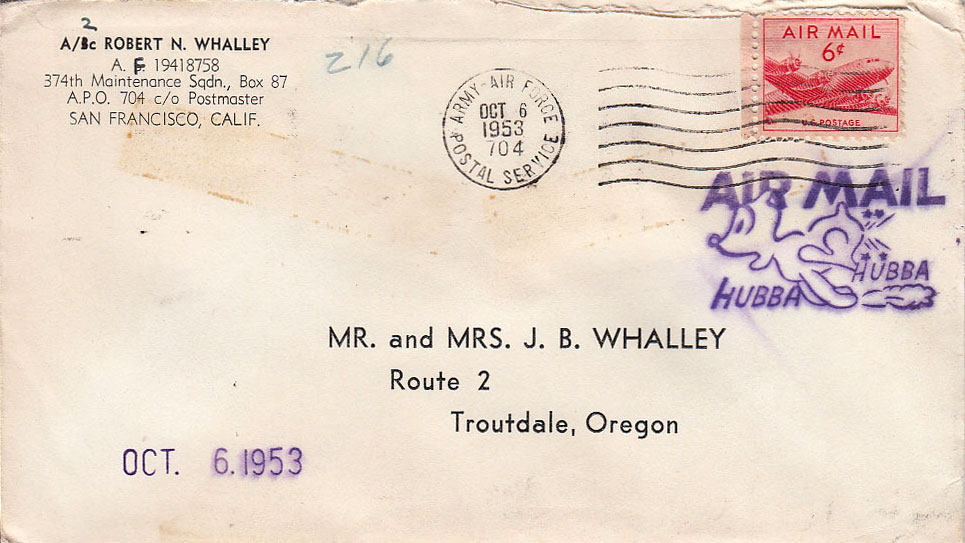 2
A/3c ROBERT N. WHALLEY
A. F. 19418758
374th Maintenance Sqdn., Box 87
A.P.O. 704 c/o Postmaster
SAN FRANCISCO, CALIF.
216
ARMY-AIR FORCE
OCT 6
1953
704
POSTAL SERVICE
AIR MAIL
6¢
U.S. POSTAGE
AIR MAIL
HUBBA
HUBBA
MR. and MRS. J. B. WHALLEY
Route 2
Troutdale, Oregon
OCT. 6.1953